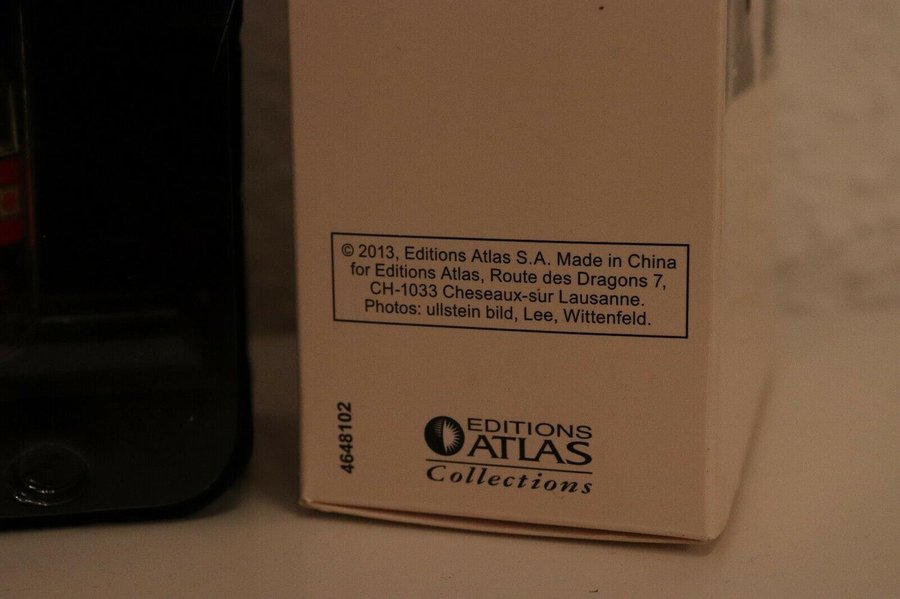 © 2013, Editions Atlas S.A. Made in China
for Editions Atlas, Route des Dragons 7,
CH-1033 Cheseaux-sur Lausanne.
Photos: ullstein bild, Lee, Wittenfeld.
4648102
EDITIONS
ATLAS
Collections